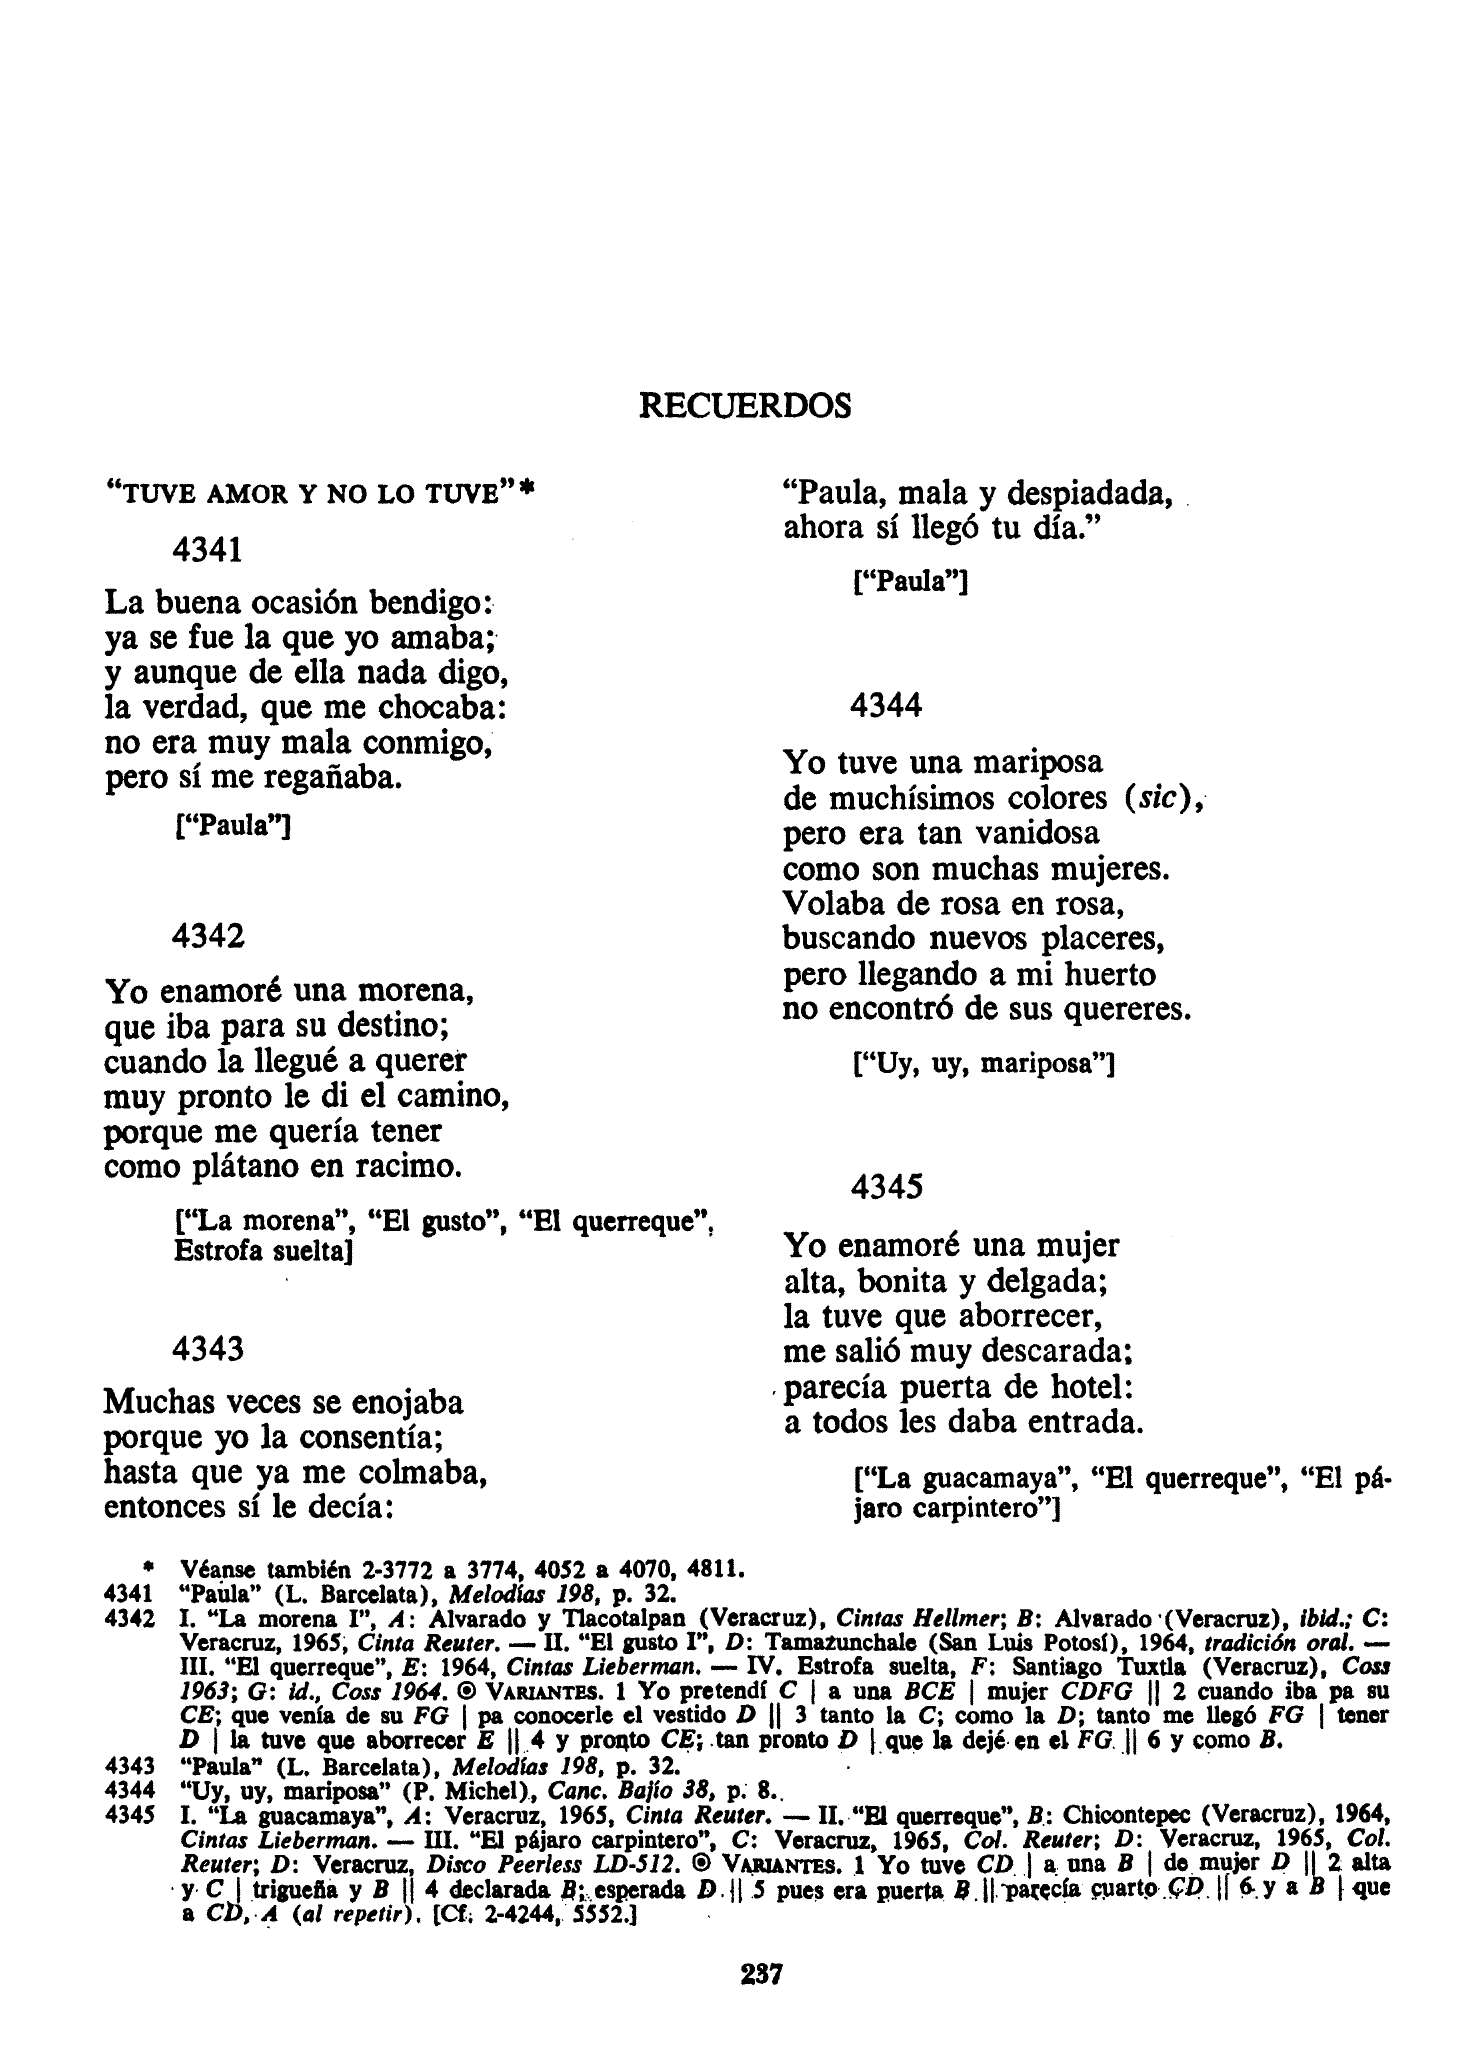 RECUERDOS
“TUVE AMOR Y NO LO TUVE”*
4341
La buena ocasión bendigo:
ya se fue la que yo amaba;
y aunque de ella nada digo,
la verdad, que me chocaba:
no era muy mala conmigo,
pero sí me regañaba.
[“Paula”]
4342
Yo enamoré una morena,
que iba para su destino;
cuando la llegué a querer
muy pronto le di el camino,
porque me quería tener
como plátano en racimo.
[“La morena”, “El gusto”, “El querreque”,
Estrofa suelta]
4343
Muchas veces se enojaba
porque yo la consentía;
hasta que ya me colmaba,
entonces sí le decía:
“Paula, mala y despiadada,
ahora sí llegó tu día.”
[“Paula”]
4344
Yo tuve una mariposa
de muchísimos colores (sic),
pero era tan vanidosa
como son muchas mujeres.
Volaba de rosa en rosa,
buscando nuevos placeres,
pero llegando a mi huerto
no encontró de sus quereres.
[“Uy, uy, mariposa”]
4345
Yo enamoré una mujer
alta, bonita y delgada;
la tuve que aborrecer,
me salió muy descarada;
parecía puerta de hotel:
a todos les daba entrada.
[“La guacamaya”, “El querreque”, “El pá-
jaro carpintero”]
* Véanse también 2-3772 a 3774, 4052 a 4070, 4811.
4341 “Paula” (L. Barcelata), Melodías 198, p. 32.
4342 I. “La morena I”, A: Alvarado y Tlacotalpan (Veracruz), Cintas Hellmer; B: Alvarado (Veracruz), ibid.; C:
Veracruz, 1965, Cinta Reuter. — II. “El gusto I”, D: Tamazunchale (San Luis Potosí), 1964, tradición oral. —
III. “El querreque”, E: 1964, Cintas Lieberman. — IV. Estrofa suelta, F: Santiago Tuxtla (Veracruz), Coss
1963; G: id., Coss 1964. ⊙ VARIANTES. 1 Yo pretendí C | a una BCE | mujer CDFG || 2 cuando iba pa su
CE; que venía de su FG | pa conocerle el vestido D || 3 tanto la C; como la D; tanto me llegó FG | tener
D | la tuve que aborrecer E || 4 y pronto CE; tan pronto D | que la dejé en el FG || 6 y como B.
4343 “Paula” (L. Barcelata), Melodías 198, p. 32.
4344 “Uy, uy, mariposa” (P. Michel), Canc. Bajío 38, p. 8.
4345 I. “La guacamaya”, A: Veracruz, 1965, Cinta Reuter. — II. “El querreque”, B: Chicontepec (Veracruz), 1964,
Cintas Lieberman. — III. “El pájaro carpintero”, C: Veracruz, 1965, Col. Reuter; D: Veracruz, 1965, Col.
Reuter; D: Veracruz, Disco Peerless LD-512. ⊙ VARIANTES. 1 Yo tuve CD | a una B | de mujer D || 2 alta
y C | trigueña y B || 4 declarada B; esperada D || 5 pues era puerta B || parecía cuarto CD || 6 y a B | que
a CD, A (al repetir). [Cf. 2-4244, 5552.]
237